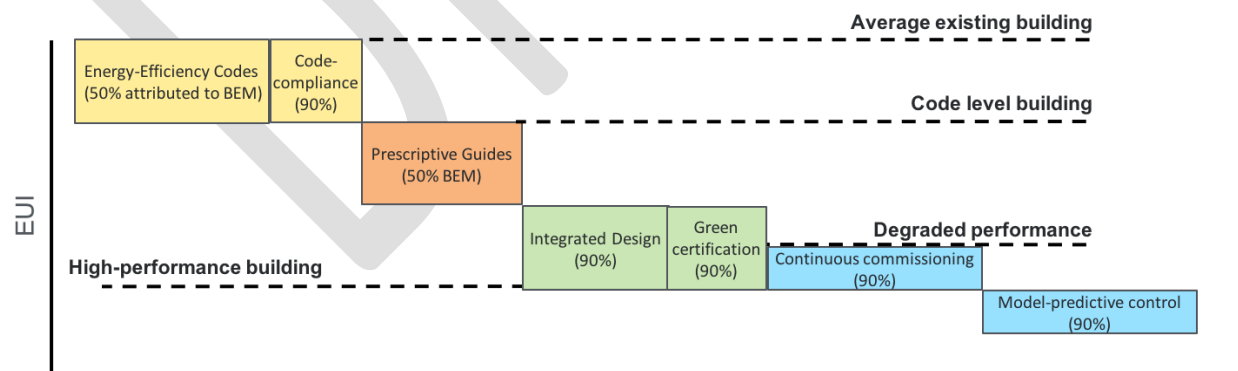 Average existing building
Energy-Efficiency Codes
(50% attributed to BEM)
Code-
compliance
(90%)
Code level building
Prescriptive Guides
(50% BEM)
EUI
Integrated Design
(90%)
Green
certification
(90%)
Degraded performance
High-performance building
Continuous commissioning
(90%)
Model-predictive control
(90%)